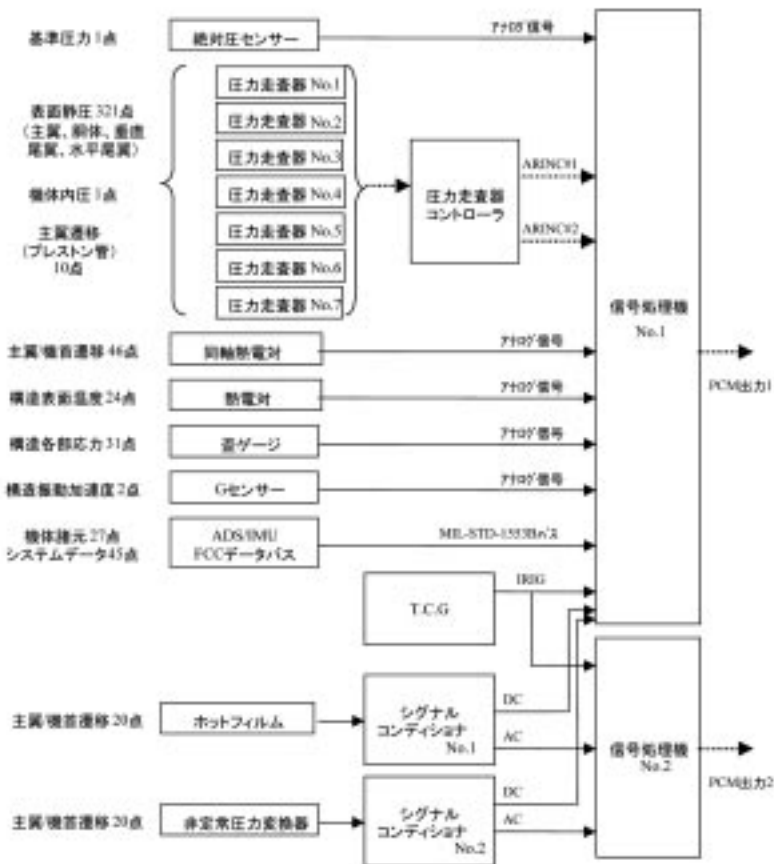 基準圧力 1点
絶対圧センサー
アナログ信号
圧力走査器 No.1
圧力走査器 No.2
圧力走査器 No.3
圧力走査器 No.4
圧力走査器 No.5
圧力走査器 No.6
圧力走査器 No.7
表面静圧 321点
(主翼、胴体、垂直
尾翼、水平尾翼)
機体内圧 1点
主翼遷移
(プレストン管)
10点
圧力走査器
コントローラ
ARINC#1
ARINC#2
信号処理機
No.1
PCM出力1
主翼/機首遷移 46点
同軸熱電対
アナログ信号
構造表面温度 24点
熱電対
アナログ信号
構造各部応力 31点
歪ゲージ
アナログ信号
構造振動加速度 2点
Gセンサー
アナログ信号
機体諸元 27点
システムデータ45点
ADS/IMU
FCCデータバス
MIL-STD-1553Bバス
T.C.G
IRIG
主翼/機首遷移 20点
ホットフィルム
シグナル
コンディショナ
No.1
DC
AC
信号処理機
No.2
PCM出力2
主翼/機首遷移 20点
非定常圧力変換器
シグナル
コンディショナ
No.2
DC
AC